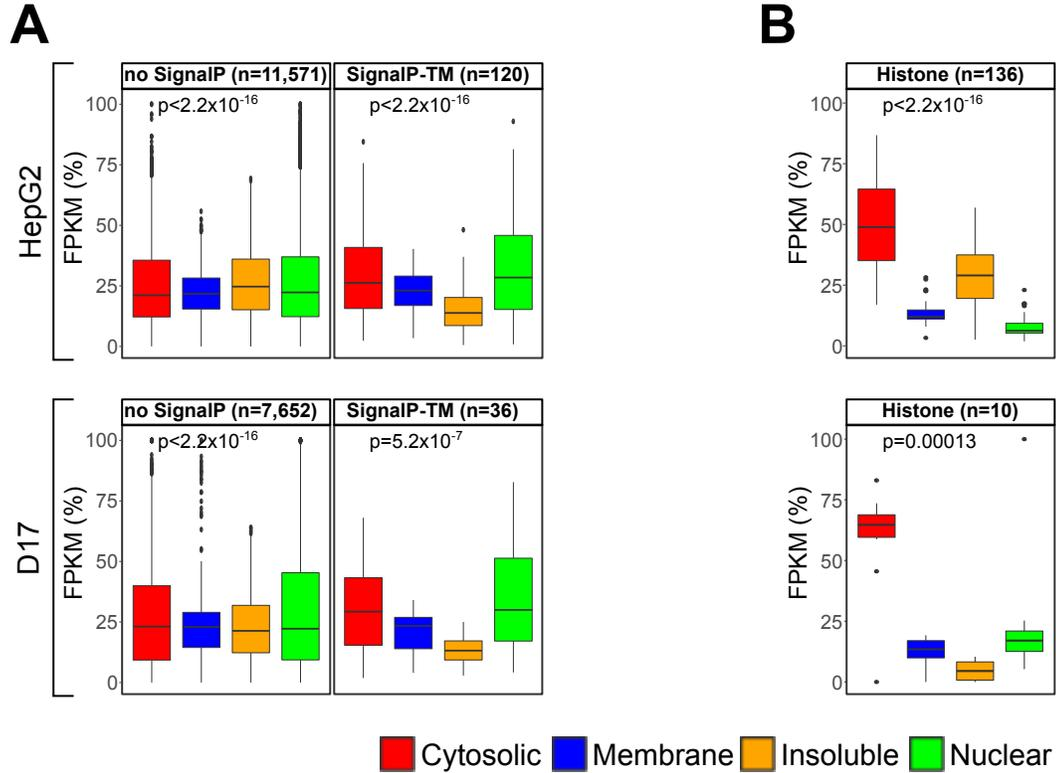 A
B
HepG2
no SignalP (n=11,571)
SignalP-TM (n=120)
Histone (n=136)
p<2.2x10-16
p<2.2x10-16
p<2.2x10-16
FPKM (%)
100
75
50
25
0
FPKM (%)
100
75
50
25
0
D17
no SignalP (n=7,652)
SignalP-TM (n=36)
Histone (n=10)
p<2.2x10-16
p=5.2x10-7
p=0.00013
FPKM (%)
100
75
50
25
0
FPKM (%)
100
75
50
25
0
Cytosolic Membrane Insoluble Nuclear